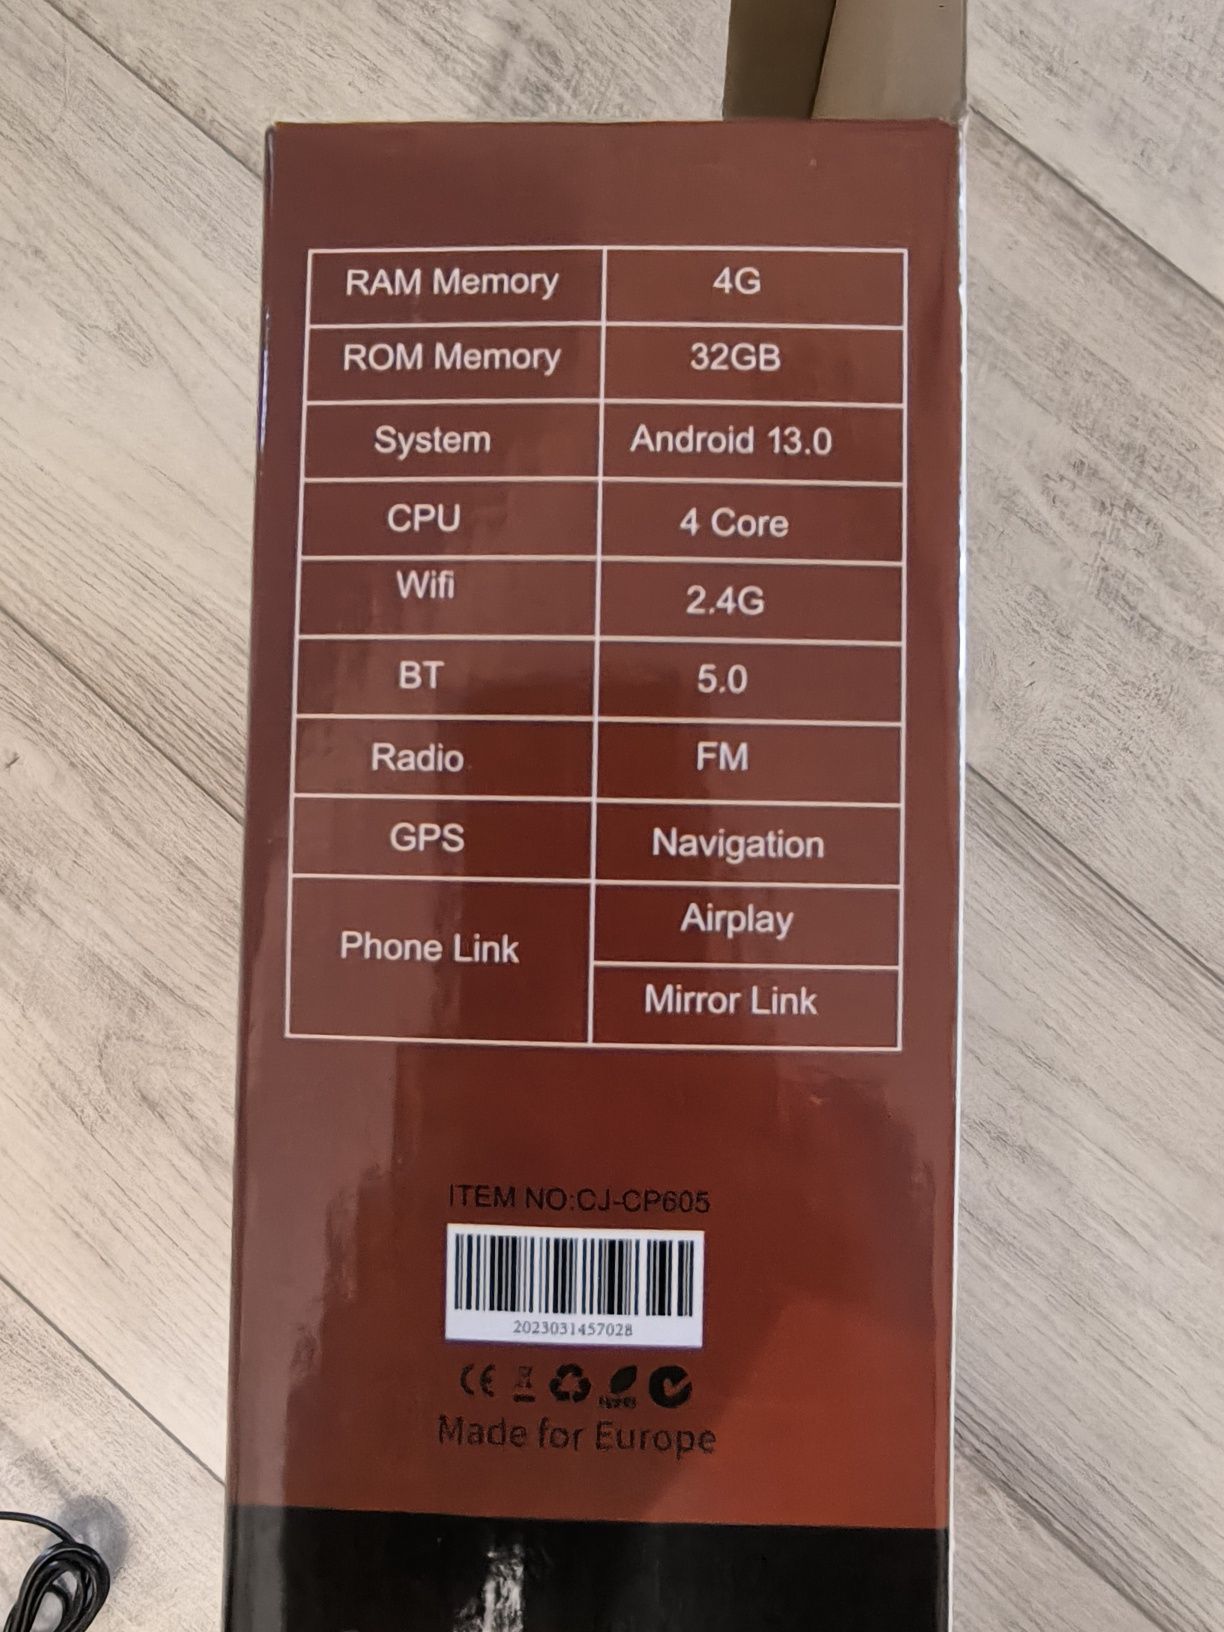 RAM Memory 4G
ROM Memory 32GB
System Android 13.0
CPU 4 Core
Wifi 2.4G
BT 5.0
Radio FM
GPS Navigation
Phone Link Airplay
Mirror Link
ITEM NO:CJ-CP605
2023031457028
CE
Made for Europe